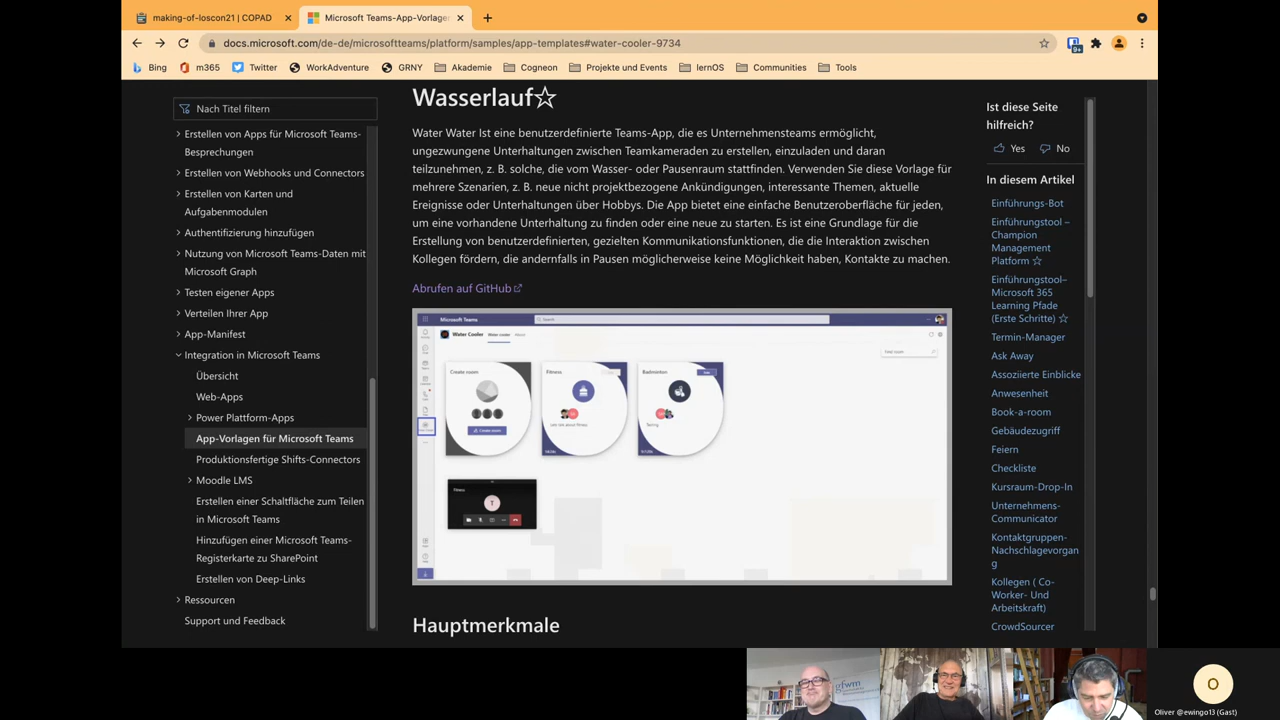 making-of-loscon21 | COPAD
Microsoft Teams-App-Vorlagen
docs.microsoft.com/de-de/microsoftteams/platform/samples/app-templates#water-cooler-9734
9+
Bing
m365
Twitter
WorkAdventure
GRNY
Akademie
Cogneon
Projekte und Events
lernOS
Communities
Tools
Nach Titel filtern
Erstellen von Apps für Microsoft Teams-
Besprechungen
Erstellen von Webhooks und Connectors
Erstellen von Karten und
Aufgabenmodulen
Authentifizierung hinzufügen
Nutzung von Microsoft Teams-Daten mit
Microsoft Graph
Testen eigener Apps
Verteilen Ihrer App
App-Manifest
Integration in Microsoft Teams
Übersicht
Web-Apps
Power Plattform-Apps
App-Vorlagen für Microsoft Teams
Produktionsfertige Shifts-Connectors
Moodle LMS
Erstellen einer Schaltfläche zum Teilen
in Microsoft Teams
Hinzufügen einer Microsoft Teams-
Registerkarte zu SharePoint
Erstellen von Deep-Links
Ressourcen
Support und Feedback
Wasserlauf☆
Water Water Ist eine benutzerdefinierte Teams-App, die es Unternehmensteams ermöglicht,
ungezwungene Unterhaltungen zwischen Teamkameraden zu erstellen, einzuladen und daran
teilzunehmen, z. B. solche, die vom Wasser- oder Pausenraum stattfinden. Verwenden Sie diese Vorlage für
mehrere Szenarien, z. B. neue nicht projektbezogene Ankündigungen, interessante Themen, aktuelle
Ereignisse oder Unterhaltungen über Hobbys. Die App bietet eine einfache Benutzeroberfläche für jeden,
um eine vorhandene Unterhaltung zu finden oder eine neue zu starten. Es ist eine Grundlage für die
Erstellung von benutzerdefinierten, gezielten Kommunikationsfunktionen, die die Interaktion zwischen
Kollegen fördern, die andernfalls in Pausen möglicherweise keine Möglichkeit haben, Kontakte zu machen.
Abrufen auf GitHub
Microsoft Teams
Search
Water Cooler
Water cooler
About
Create room
Create room
Fitness
Badminton
Testing
Fitness
T
Hauptmerkmale
Ist diese Seite
hilfreich?
Yes
No
In diesem Artikel
Einführungs-Bot
Einführungstool –
Champion
Management
Platform ☆
Einführungstool–
Microsoft 365
Learning Pfade
(Erste Schritte) ☆
Termin-Manager
Ask Away
Assoziierte Einblicke
Anwesenheit
Book-a-room
Gebäudezugriff
Feiern
Checkliste
Kursraum-Drop-In
Unternehmens-
Communicator
Kontaktgruppen-
Nachschlagevorgan
g
Kollegen ( Co-
Worker- Und
Arbeitskraft)
CrowdSourcer
gfwm
O
Oliver @ewingo13 (Gast)